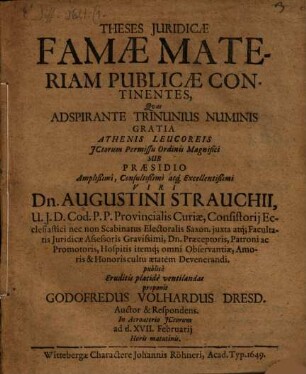 THESES JURIDICÆ
FAMÆ MATE-
RIAM PUBLICÆ CON-
TINENTES,
Quas
ADSPIRANTE TRINUNIUS NUMINIS
GRATIA
ATHENIS LEUCOREIS
JCtorum Permissu Ordinis Magnifici
SUB
PRÆSIDIO
Amplissimi, Consultissimi atq; Excellentissimi
VIRI
Dn. AUGUSTINI STRAUCHII,
U. J. D. Cod. P. P. Provincialis Curiæ, Consistorij Ec-
clesiastici nec non Scabinatus Electoralis Saxon. juxta atq; Faculta-
tis Juridicæ Assessoris Gravissimi, Dn. Præceptoris, Patroni ac
Promotoris, Hospitis itemq; omni Observantiæ, Amo-
ris & Honoris cultu ætatem Devenerandi.
publicè
Eruditis placidè ventilandas
proponit
GODOFREDUS VOLHARDUS DRESD.
Auctor & Respondens.
In Acroaterio JCtorum
ad d. XVII. Februarij
Horis matutinis.
Wittebergæ Charactere Johannis Röhneri, Acad. Typ. 1649.